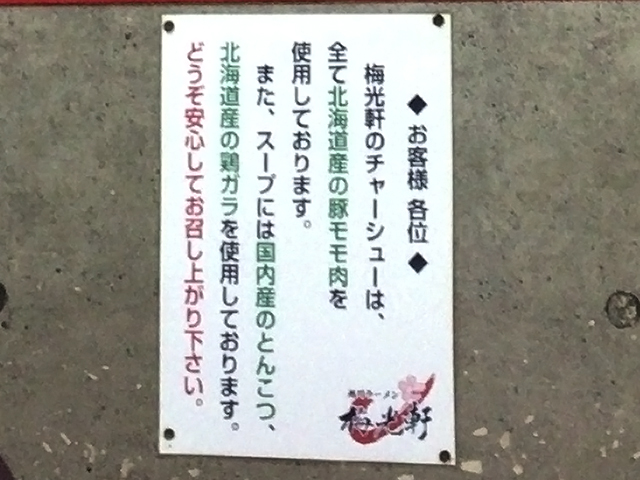 ◆ お客様 各位 ◆
梅光軒のチャーシューは、
全て北海道産の豚モモ肉を
使用しております。
また、スープには国内産のとんこつ、
北海道産の鶏ガラを使用しております。
どうぞ安心してお召し上がり下さい。
旭川ラーメン
梅光軒